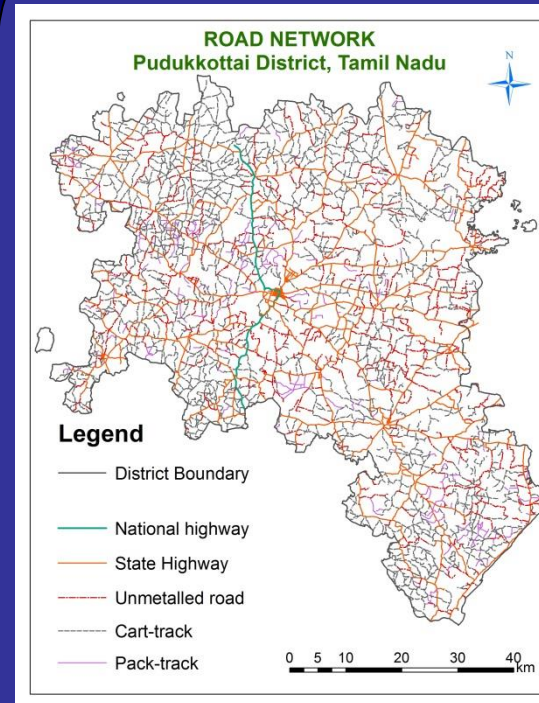 ROAD NETWORK
Pudukkottai District, Tamil Nadu
N
Legend
District Boundary
National highway
State Highway
Unmetalled road
Cart-track
Pack-track
0 5 10 20 30 40
km